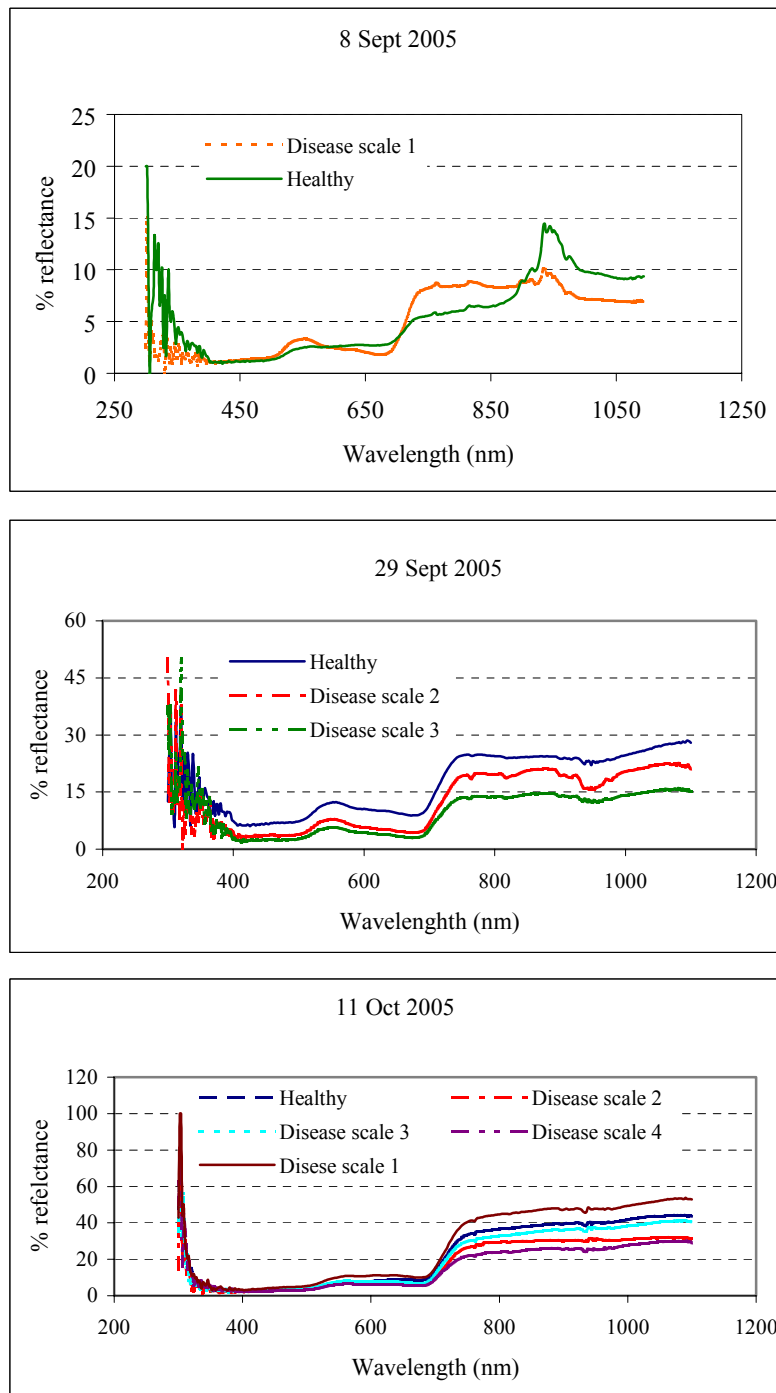 8 Sept 2005
25
20
15
10
5
0
% reflectance
Disease scale 1
Healthy
250 450 650 850 1050 1250
Wavelength (nm)
29 Sept 2005
60
45
30
15
0
% reflectance
Healthy
Disease scale 2
Disease scale 3
200 400 600 800 1000 1200
Wavelenghth (nm)
11 Oct 2005
120
100
80
60
40
20
0
% refelctance
Healthy Disease scale 2
Disease scale 3 Disease scale 4
Disese scale 1
200 400 600 800 1000 1200
Wavelength (nm)